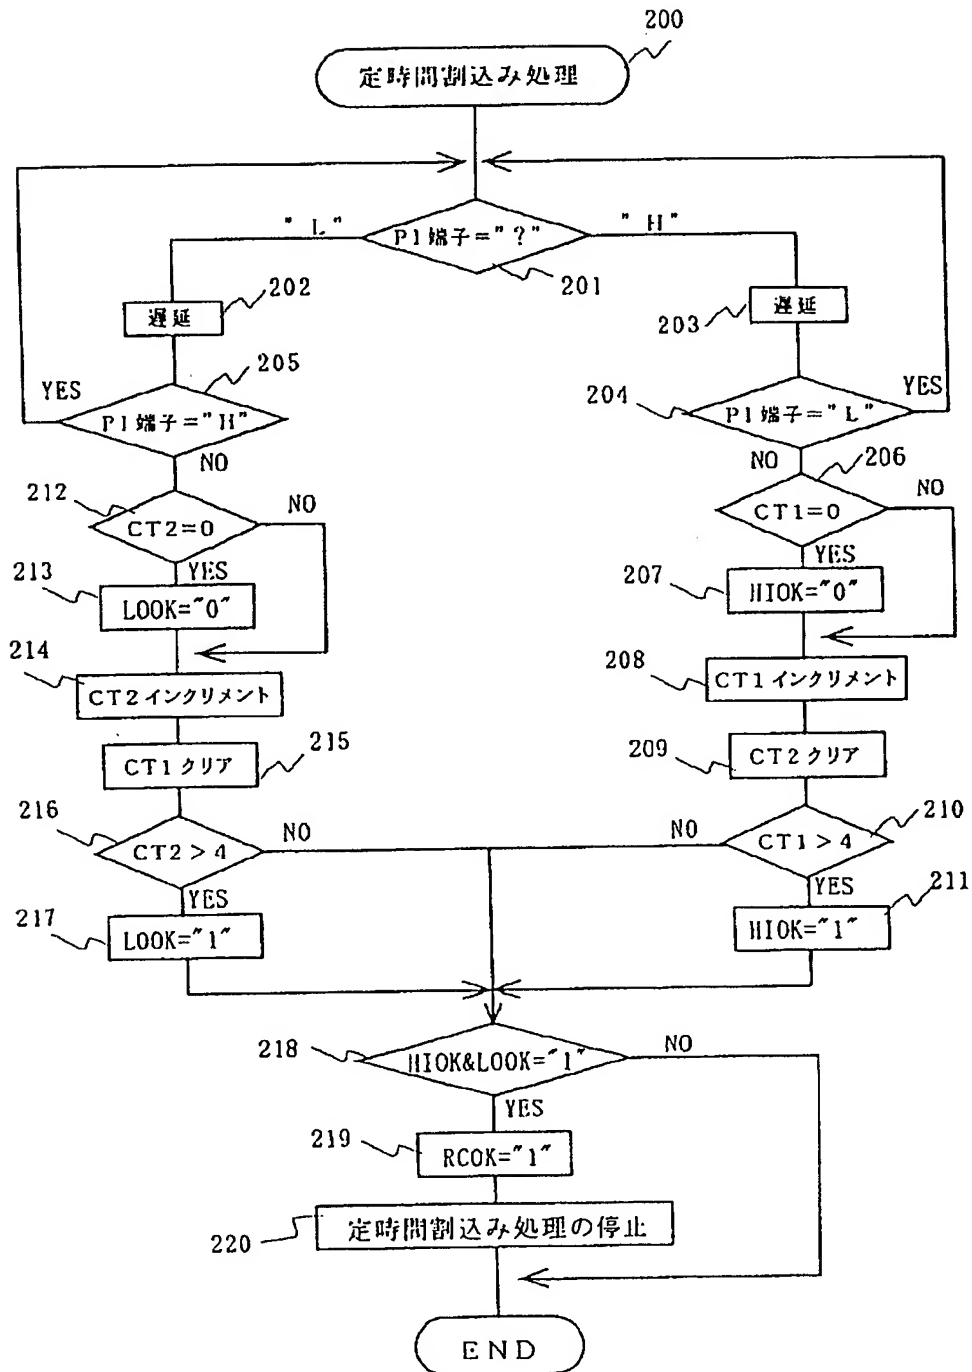 200
定時間割込み処理
"L"
P1端子="?"
"H"
201
202
遅延
203
遅延
205
YES
P1端子="H"
NO
204
P1端子="L"
YES
NO
206
212
CT2=0
NO
YES
CT1=0
NO
YES
213
LOOK="0"
207
HIOK="0"
214
CT2インクリメント
208
CT1インクリメント
215
CT1クリア
209
CT2クリア
216
CT2>4
NO
YES
NO
CT1>4
210
YES
217
LOOK="1"
211
HIOK="1"
218
HIOK&LOOK="1"
NO
YES
219
RCOK="1"
220
定時間割込み処理の停止
END